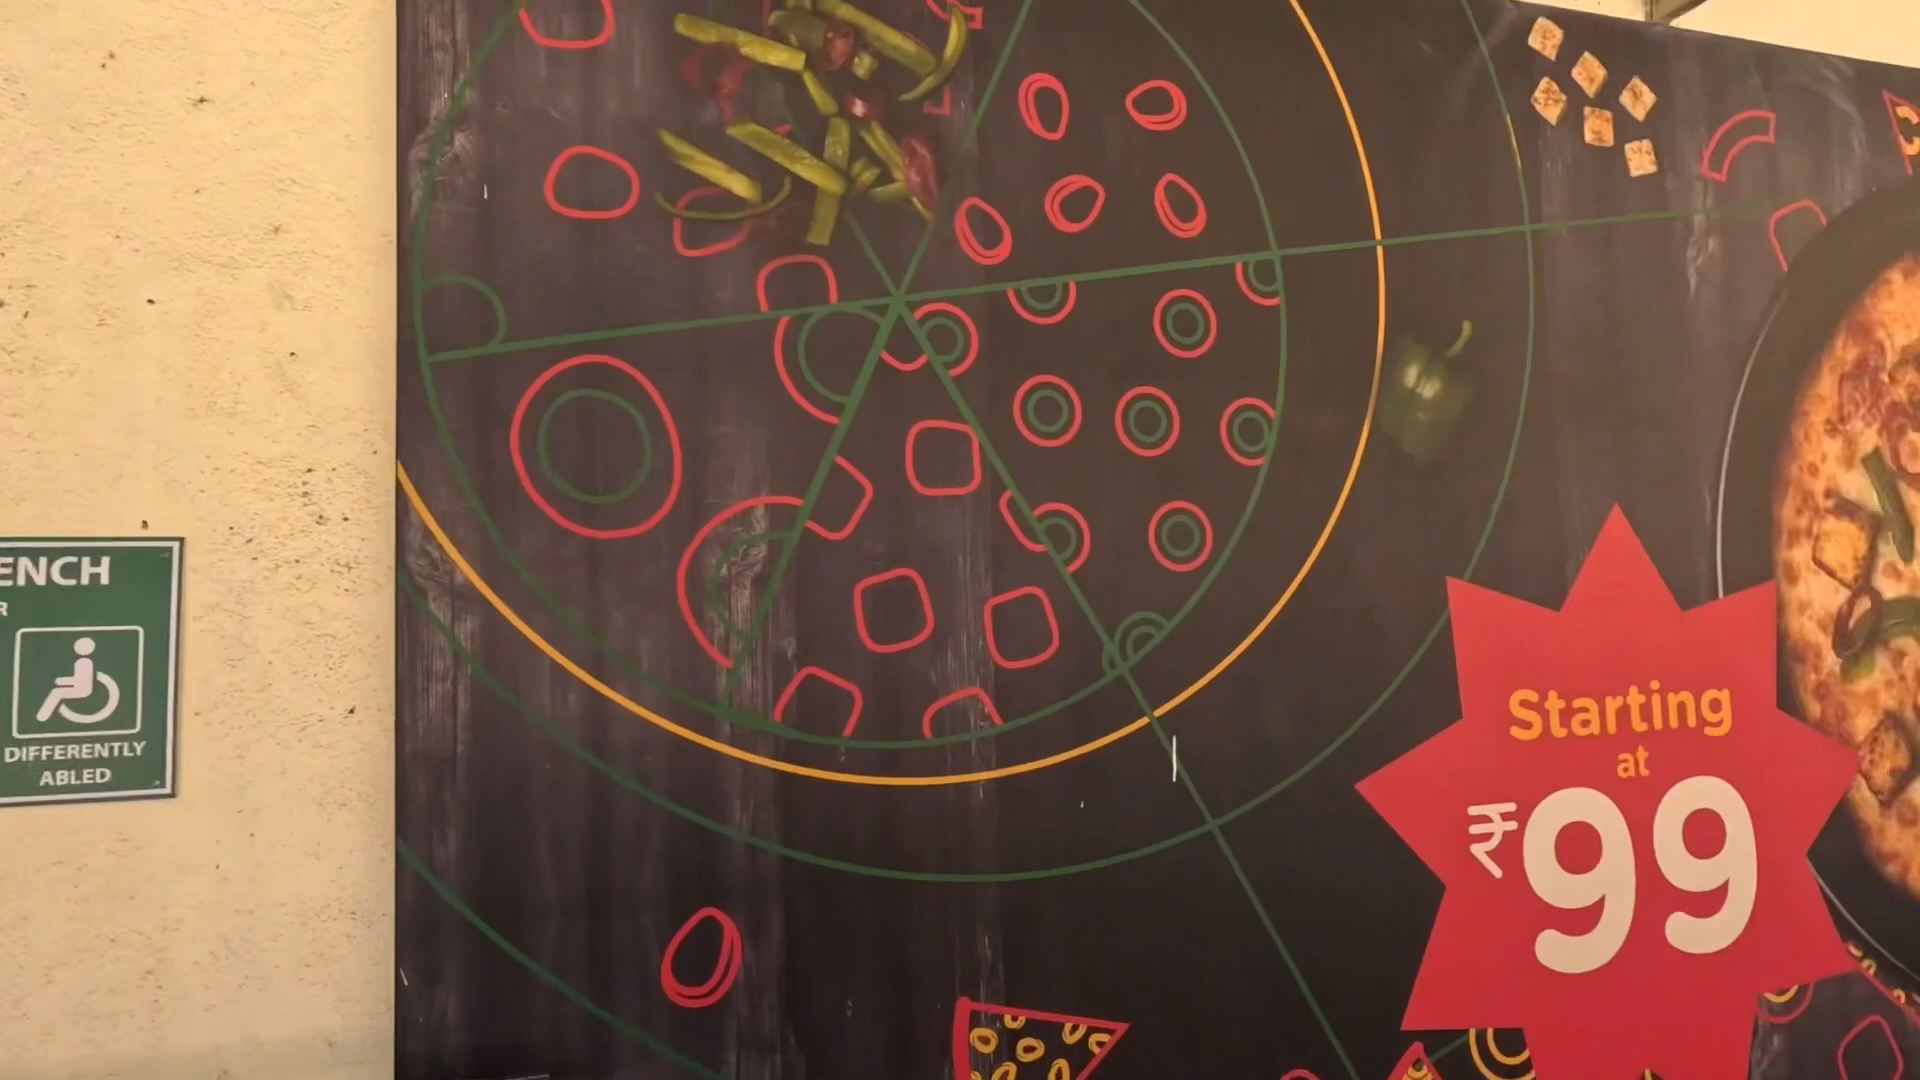 ENCH
R
DIFFERENTLY
ABLED
Starting
at
₹99